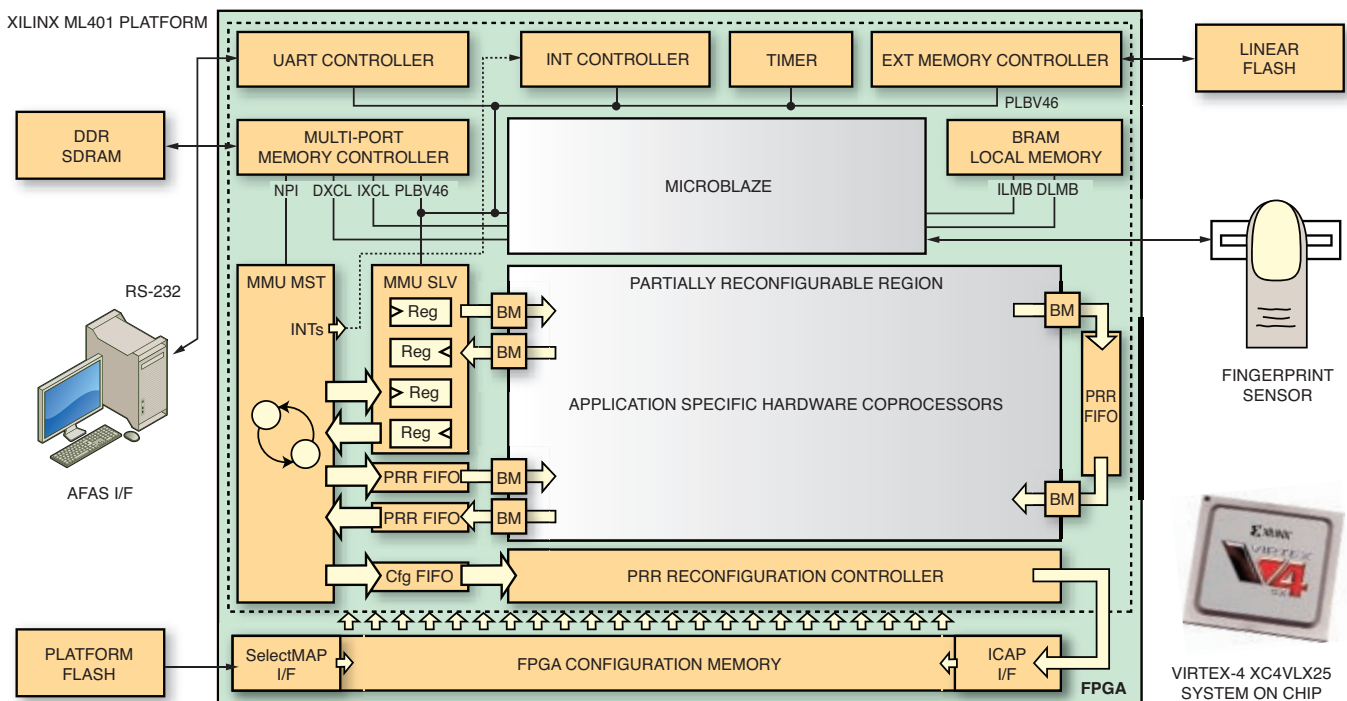 XILINX ML401 PLATFORM
UART CONTROLLER
INT CONTROLLER
TIMER
EXT MEMORY CONTROLLER
LINEAR
FLASH
PLBV46
DDR
SDRAM
MULTI-PORT
MEMORY CONTROLLER
MICROBLAZE
BRAM
LOCAL MEMORY
NPI DXCL IXCL PLBV46
ILMB DLMB
RS-232
MMU MST
INTs
MMU SLV
Reg
Reg
Reg
Reg
BM
BM
PARTIALLY RECONFIGURABLE REGION
APPLICATION SPECIFIC HARDWARE COPROCESSORS
BM
PRR
FIFO
BM
FINGERPRINT
SENSOR
AFAS I/F
PRR FIFO
BM
PRR FIFO
BM
Cfg FIFO
PRR RECONFIGURATION CONTROLLER
XILINX
VIRTEX
V4
PLATFORM
FLASH
SelectMAP
I/F
FPGA CONFIGURATION MEMORY
ICAP
I/F
FPGA
VIRTEX-4 XC4VLX25
SYSTEM ON CHIP